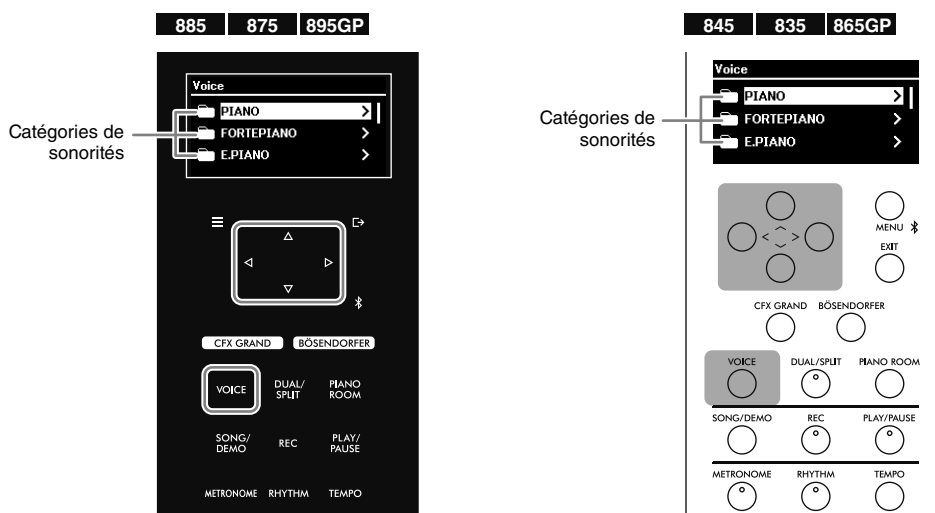 885 875 895GP
Voice
PIANO
FORTEPIANO
E.PIANO
Catégories de
sonorités
CFX GRAND BÖSENDORFER
VOICE DUAL/
SPLIT PIANO
ROOM
SONG/
DEMO REC PLAY/
PAUSE
METRONOME RHYTHM TEMPO
845 835 865GP
Voice
PIANO
FORTEPIANO
E.PIANO
Catégories de
sonorités
MENU
EXIT
CFX GRAND BÖSENDORFER
VOICE DUAL/SPLIT PIANO ROOM
SONG/DEMO REC PLAY/PAUSE
METRONOME RHYTHM TEMPO